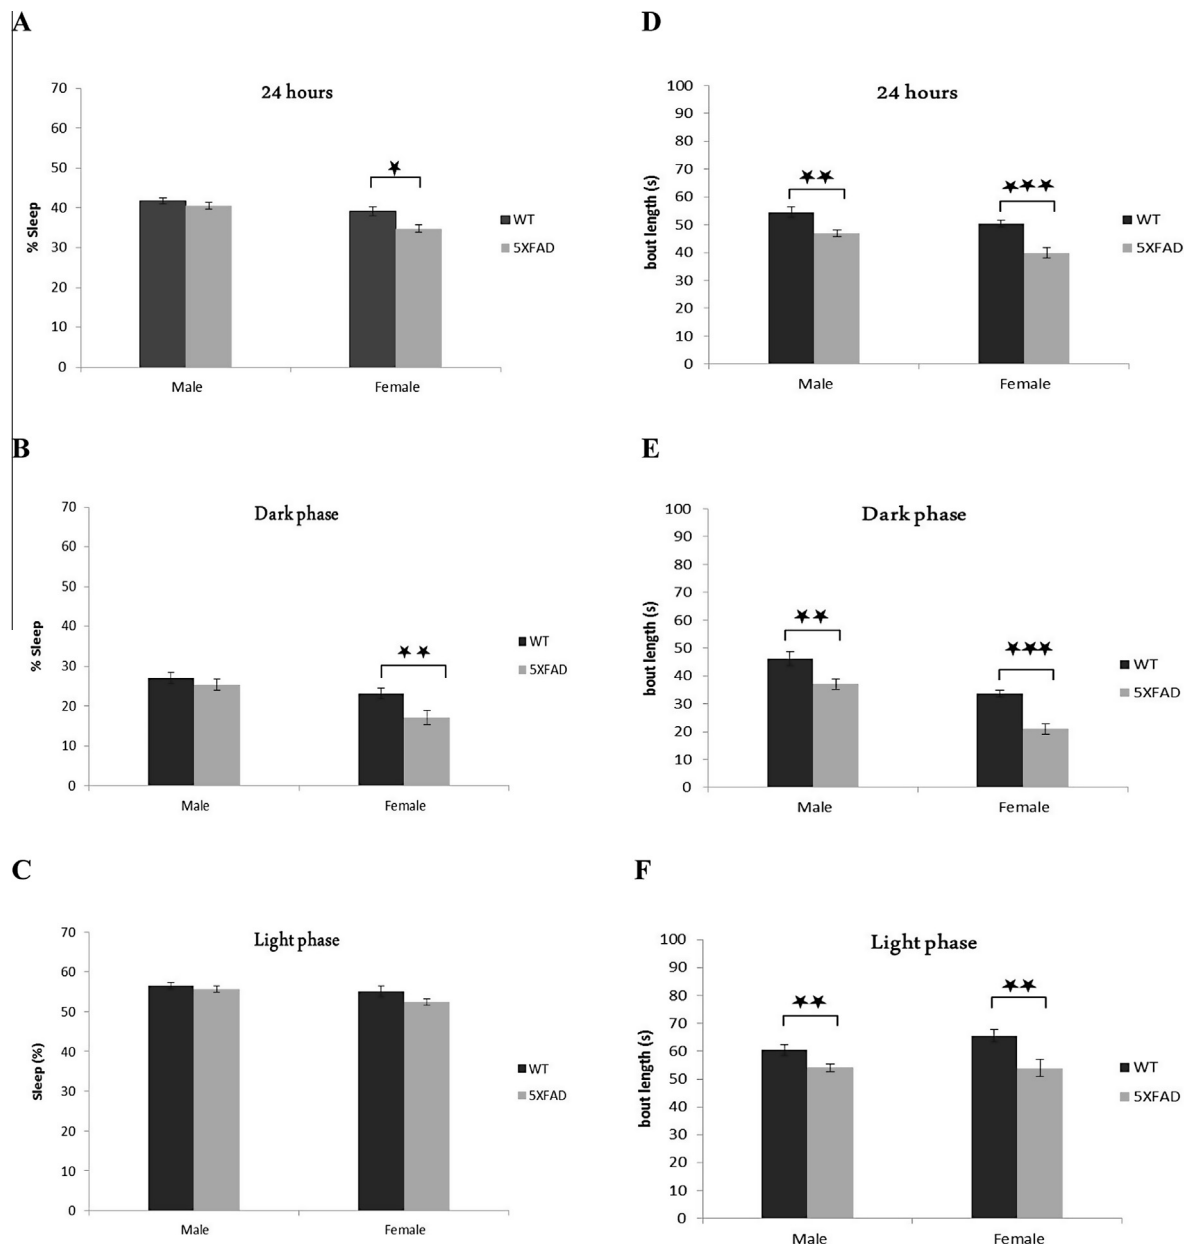 A
24 hours
70
60
50
40
30
20
10
0
% Sleep
Male
Female
WT
5XFAD
B
Dark phase
70
60
50
40
30
20
10
0
% Sleep
Male
Female
WT
5XFAD
C
Light phase
70
60
50
40
30
20
10
0
Sleep (%)
Male
Female
WT
5XFAD
D
24 hours
100
90
80
70
60
50
40
30
20
10
0
bout length (s)
Male
Female
WT
5XFAD
E
Dark phase
100
90
80
70
60
50
40
30
20
10
0
bout length (s)
Male
Female
WT
5XFAD
F
Light phase
100
90
80
70
60
50
40
30
20
10
0
bout length (s)
Male
Female
WT
5XFAD